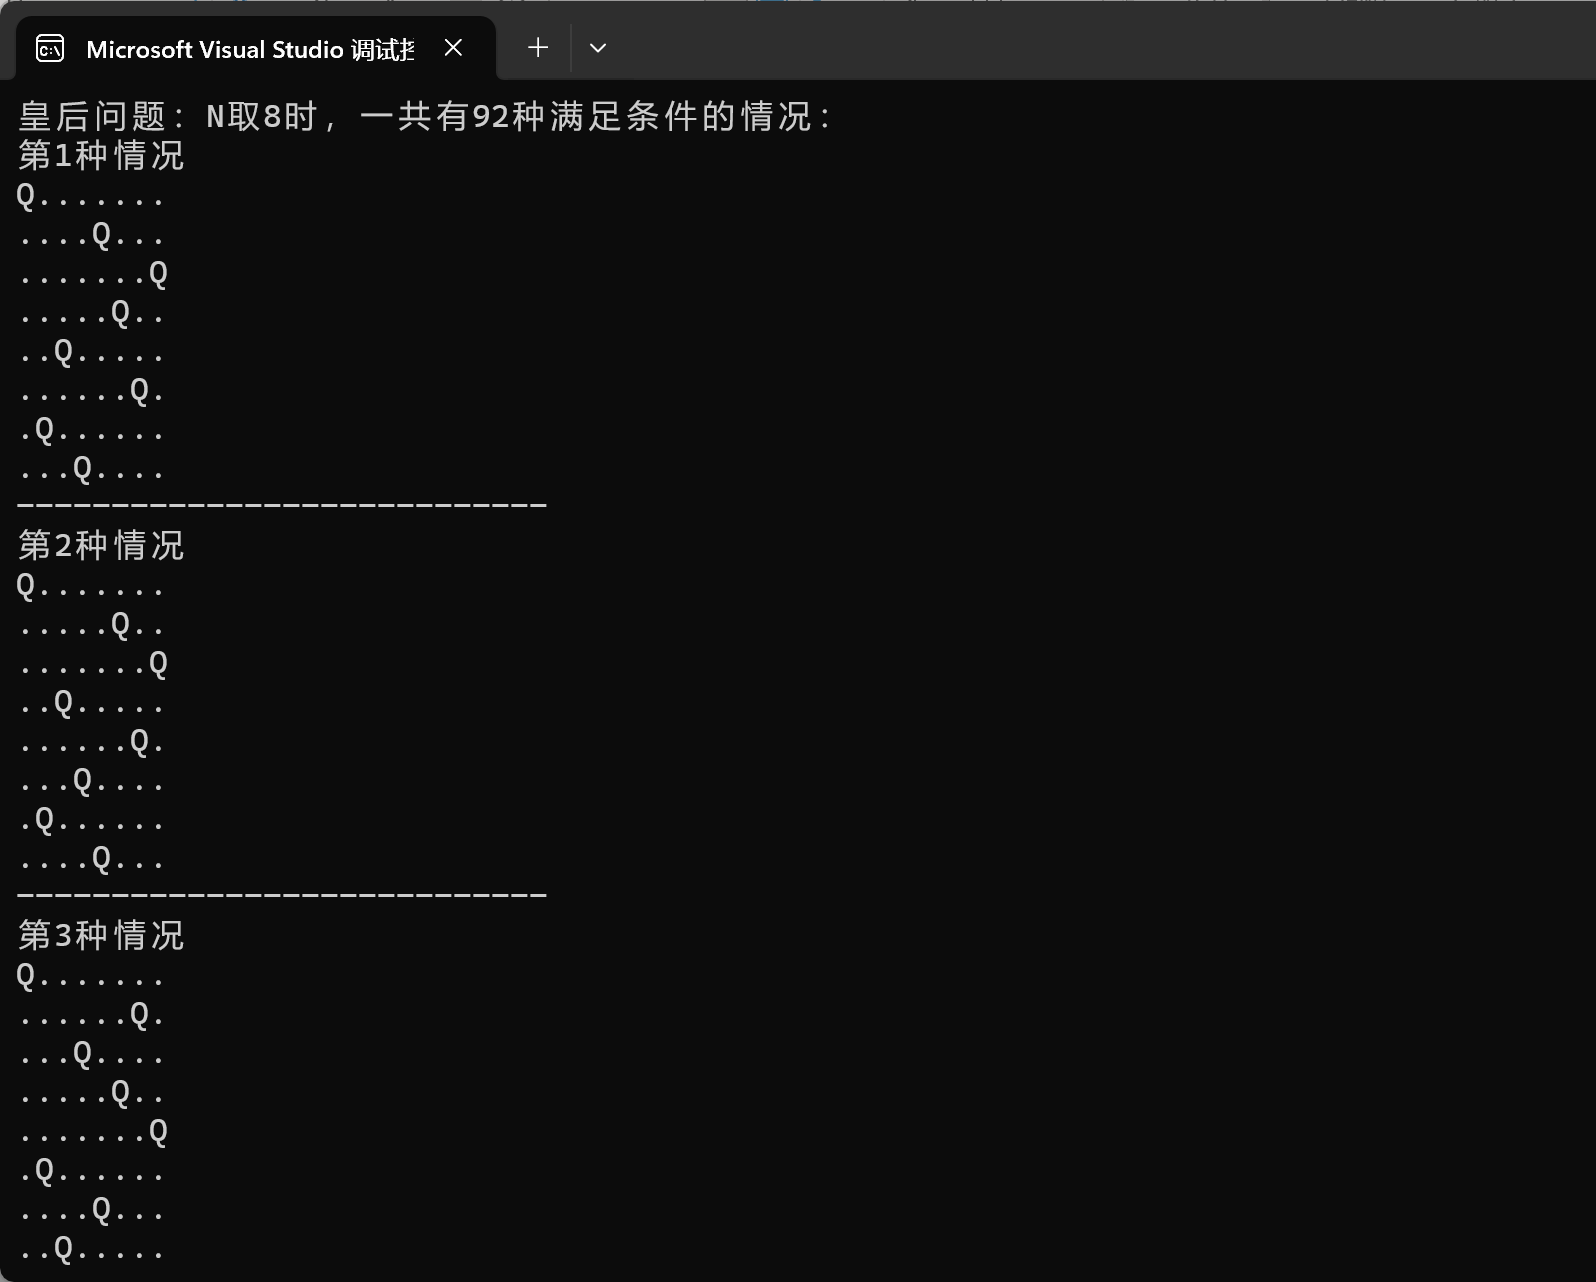 Microsoft Visual Studio 调试
皇后问题：N取8时，一共有92种满足条件的情况：
第1种情况
Q.......
....Q...
.......Q
.....Q..
..Q.....
......Q.
.Q......
...Q....
----------------------------
第2种情况
Q.......
.....Q..
.......Q
..Q.....
......Q.
...Q....
.Q......
....Q...
----------------------------
第3种情况
Q.......
......Q.
...Q....
.....Q..
.......Q
.Q......
....Q...
..Q.....